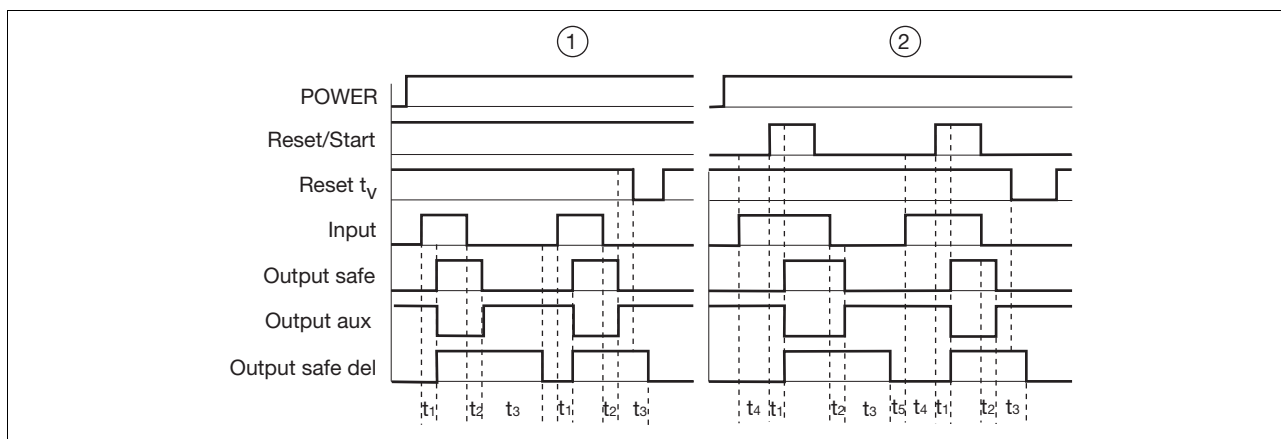 ① ②
POWER
Reset/Start
Reset tV
Input
Output safe
Output aux
Output safe del
t1 t2 t3 t1 t2 t3 t4 t1 t2 t3 t5 t4 t1 t2 t3